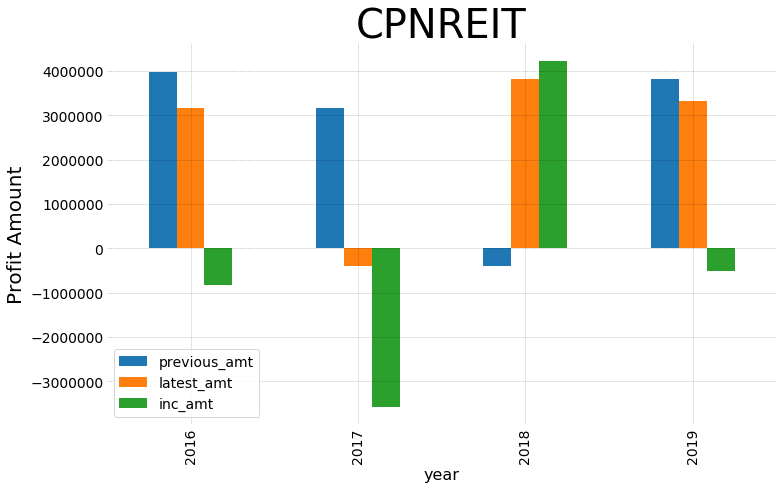 CPNREIT
Profit Amount
4000000
3000000
2000000
1000000
0
−1000000
−2000000
−3000000
previous_amt
latest_amt
inc_amt
2016
2017
2018
2019
year